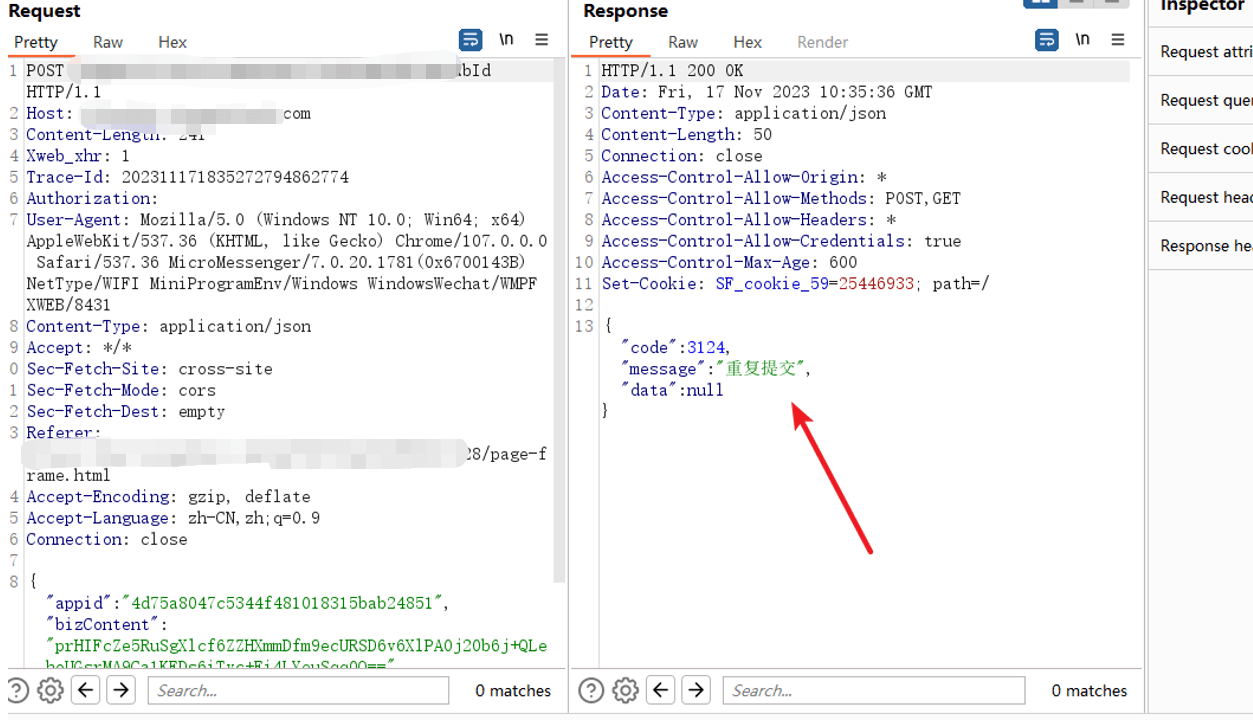 Request
Pretty Raw Hex \n
1 POST bId
HTTP/1.1
2 Host: com
3 Content-Length: 241
4 Xweb_xhr: 1
5 Trace-Id: 202311171835272794862774
6 Authorization:
7 User-Agent: Mozilla/5.0 (Windows NT 10.0; Win64; x64)
AppleWebKit/537.36 (KHTML, like Gecko) Chrome/107.0.0.0
Safari/537.36 MicroMessenger/7.0.20.1781(0x6700143B)
NetType/WIFI MiniProgramEnv/Windows WindowsWechat/WMPF
XWEB/8431
8 Content-Type: application/json
9 Accept: */*
0 Sec-Fetch-Site: cross-site
1 Sec-Fetch-Mode: cors
2 Sec-Fetch-Dest: empty
3 Referer:
28/page-f
rame.html
4 Accept-Encoding: gzip, deflate
5 Accept-Language: zh-CN,zh;q=0.9
6 Connection: close
7
8 {
"appid":"4d75a8047c5344f481018315bab24851",
"bizContent":
"prHIFcZe5RuSgXlcf6ZZHXmmDfm9ecURSD6v6XlPA0j20b6j+QLe
Search... 0 matches
Response
Pretty Raw Hex Render \n
1 HTTP/1.1 200 OK
2 Date: Fri, 17 Nov 2023 10:35:36 GMT
3 Content-Type: application/json
4 Content-Length: 50
5 Connection: close
6 Access-Control-Allow-Origin: *
7 Access-Control-Allow-Methods: POST,GET
8 Access-Control-Allow-Headers: *
9 Access-Control-Allow-Credentials: true
10 Access-Control-Max-Age: 600
11 Set-Cookie: SF_cookie_59=25446933; path=/
12
13 {
"code":3124,
"message":"重复提交",
"data":null
}
Search... 0 matches
Inspector
Request attri
Request quer
Request cool
Request head
Response hea